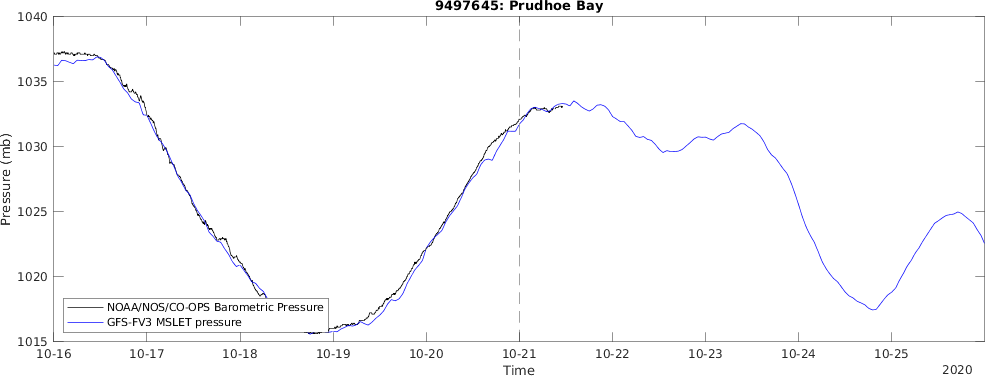 9497645: Prudhoe Bay
1040
1035
1030
1025
1020
1015
Pressure (mb)
NOAA/NOS/CO-OPS Barometric Pressure
GFS-FV3 MSLET pressure
10-16 10-17 10-18 10-19 10-20 10-21 10-22 10-23 10-24 10-25
Time
2020